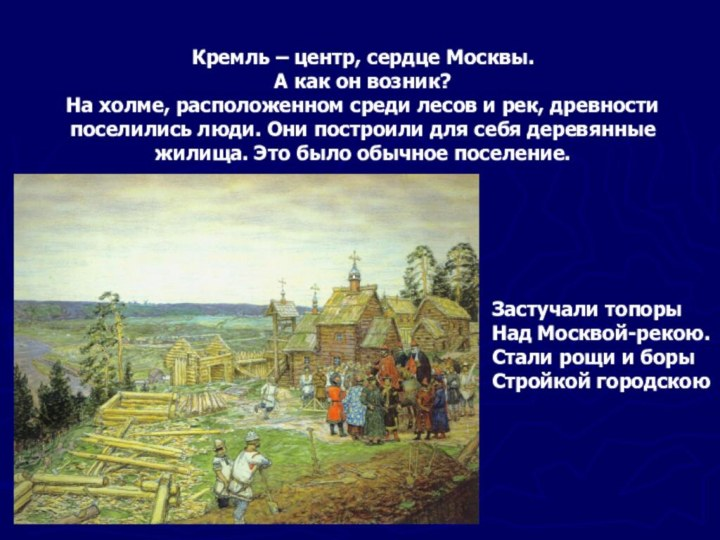 Кремль – центр, сердце Москвы.
А как он возник?
На холме, расположенном среди лесов и рек, древности
поселились люди. Они построили для себя деревянные
жилища. Это было обычное поселение.
Застучали топоры
Над Москвой-рекою.
Стали рощи и боры
Стройкой городскою